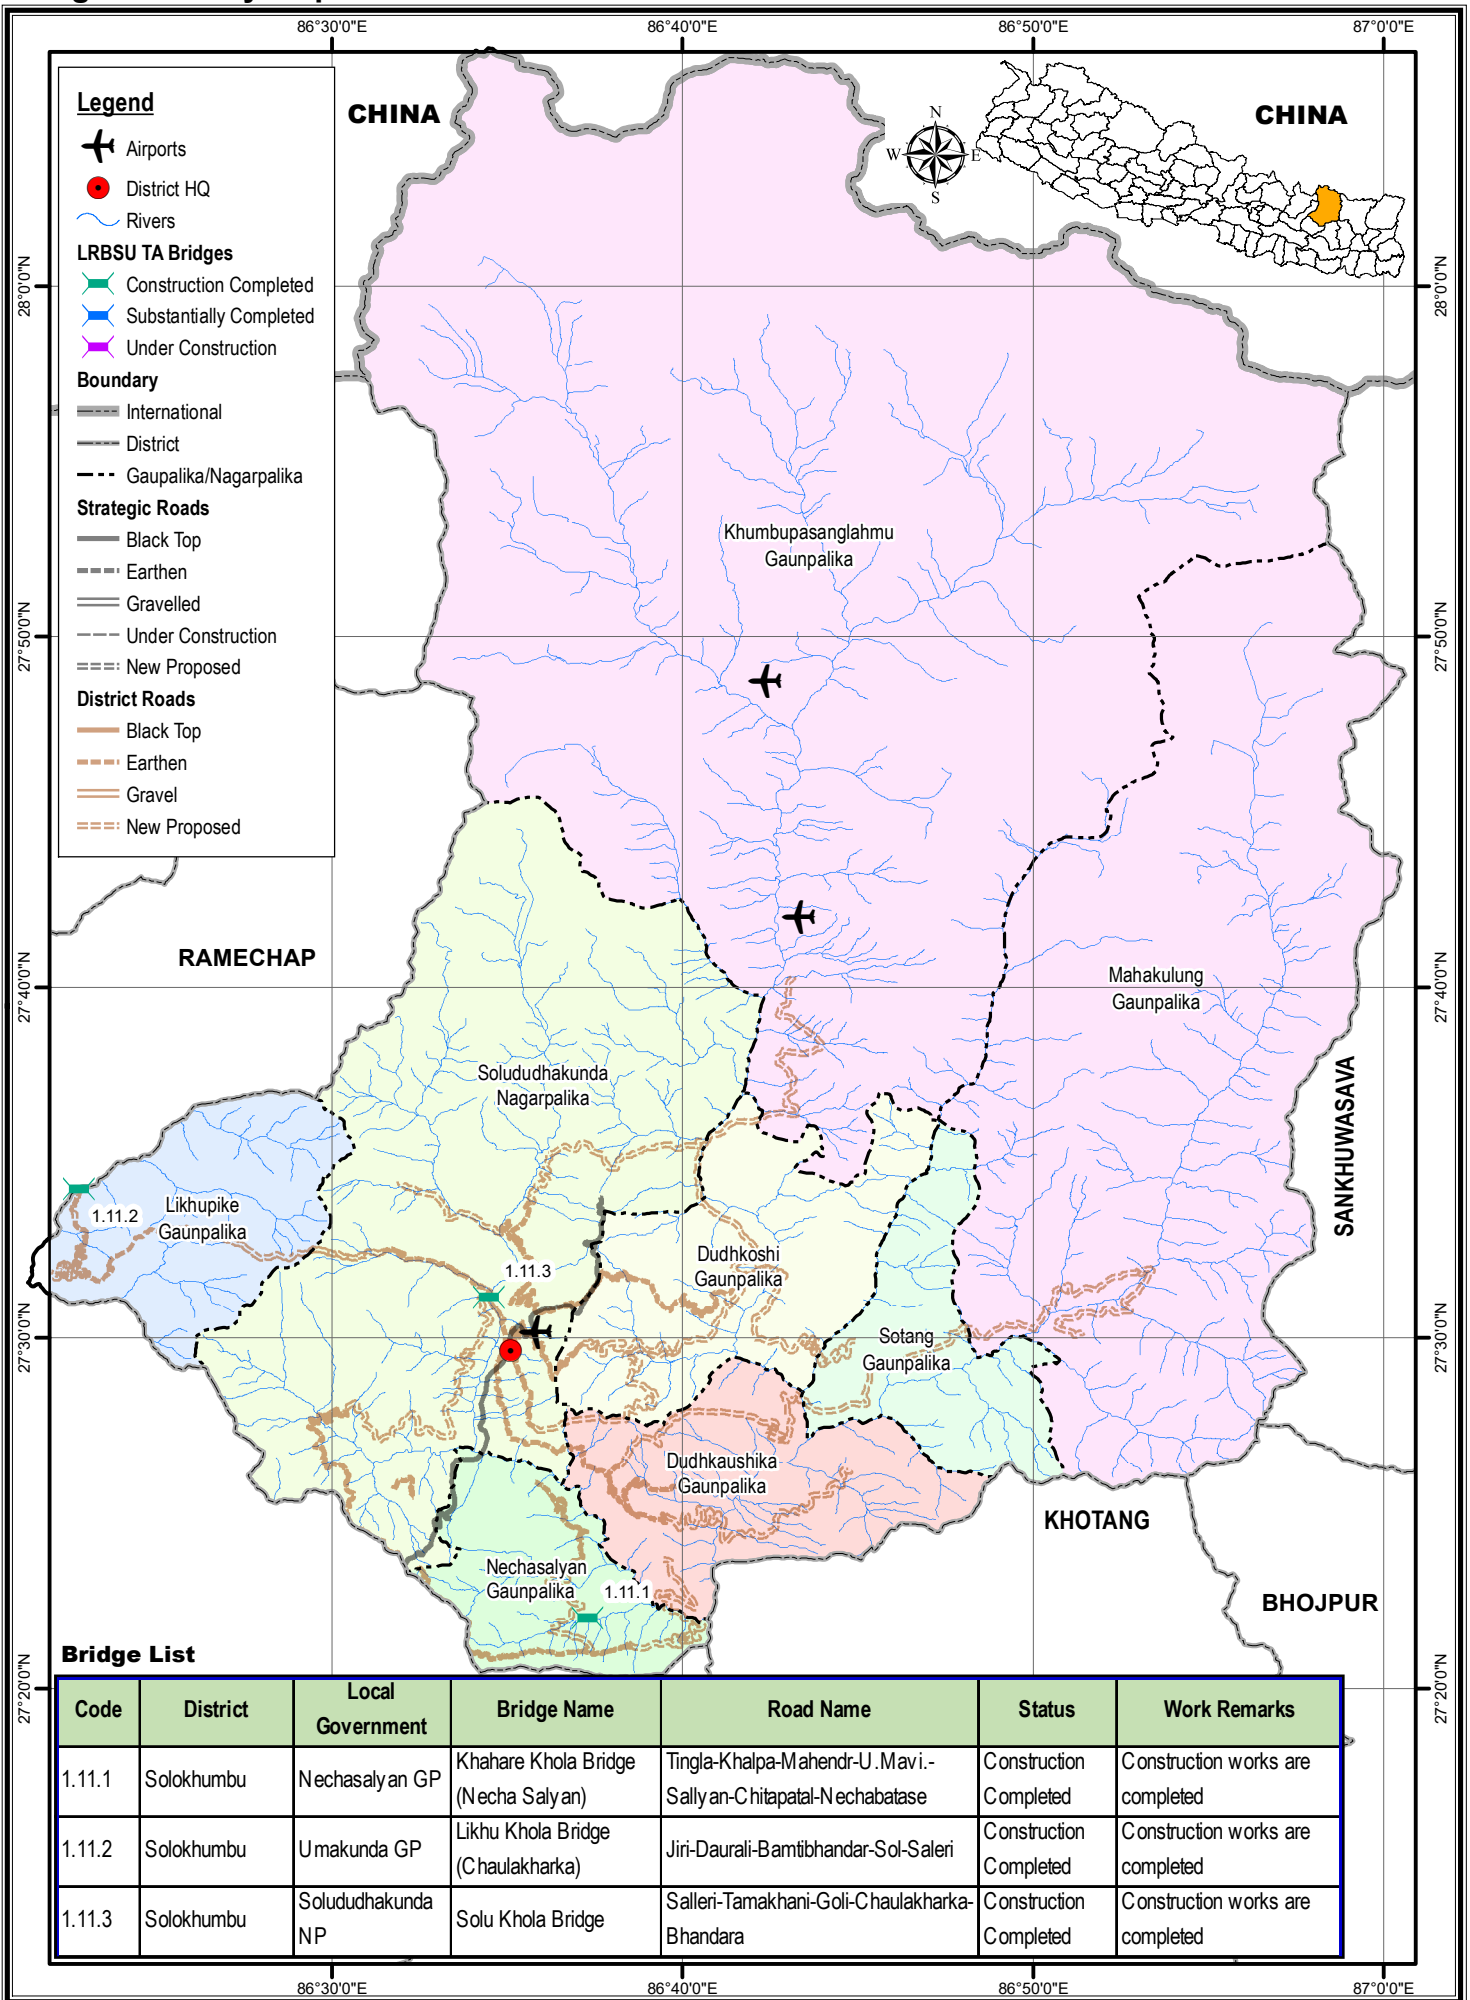 86°30'0"E
86°40'0"E
86°50'0"E
87°0'0"E
Legend
Airports
District HQ
Rivers
LRBSU TA Bridges
Construction Completed
Substantially Completed
Under Construction
Boundary
International
District
Gaupalika/Nagarpalika
Strategic Roads
Black Top
Earthen
Gravelled
Under Construction
New Proposed
District Roads
Black Top
Earthen
Gravel
New Proposed
CHINA
CHINA
N
W
E
S
28°0'0"N
28°0'0"N
Khumbupasanglahmu
Gaunpalika
27°50'0"N
27°50'0"N
RAMECHAP
27°40'0"N
27°40'0"N
Mahakulung
Gaunpalika
Solududhakunda
Nagarpalika
SANKHUWASAVA
Likhupike
Gaunpalika
1.11.2
1.11.3
Dudhkoshi
Gaunpalika
27°30'0"N
27°30'0"N
Sotang
Gaunpalika
Dudhkaushika
Gaunpalika
KHOTANG
Nechasalyan
Gaunpalika
1.11.1
BHOJPUR
27°20'0"N
27°20'0"N
Bridge List
Code District Local Government Bridge Name Road Name Status Work Remarks
1.11.1 Solokhumbu Nechasalyan GP Khahare Khola Bridge (Necha Salyan) Tingla-Khalpa-Mahendr-U.Mavi.-Sallyan-Chitapatal-Nechabatase Construction Completed Construction works are completed
1.11.2 Solokhumbu Umakunda GP Likhu Khola Bridge (Chaulakharka) Jiri-Daurali-Bamtibhandar-Sol-Saleri Construction Completed Construction works are completed
1.11.3 Solokhumbu Solududhakunda NP Solu Khola Bridge Salleri-Tamakhani-Goli-Chaulakharka-Bhandara Construction Completed Construction works are completed
86°30'0"E
86°40'0"E
86°50'0"E
87°0'0"E